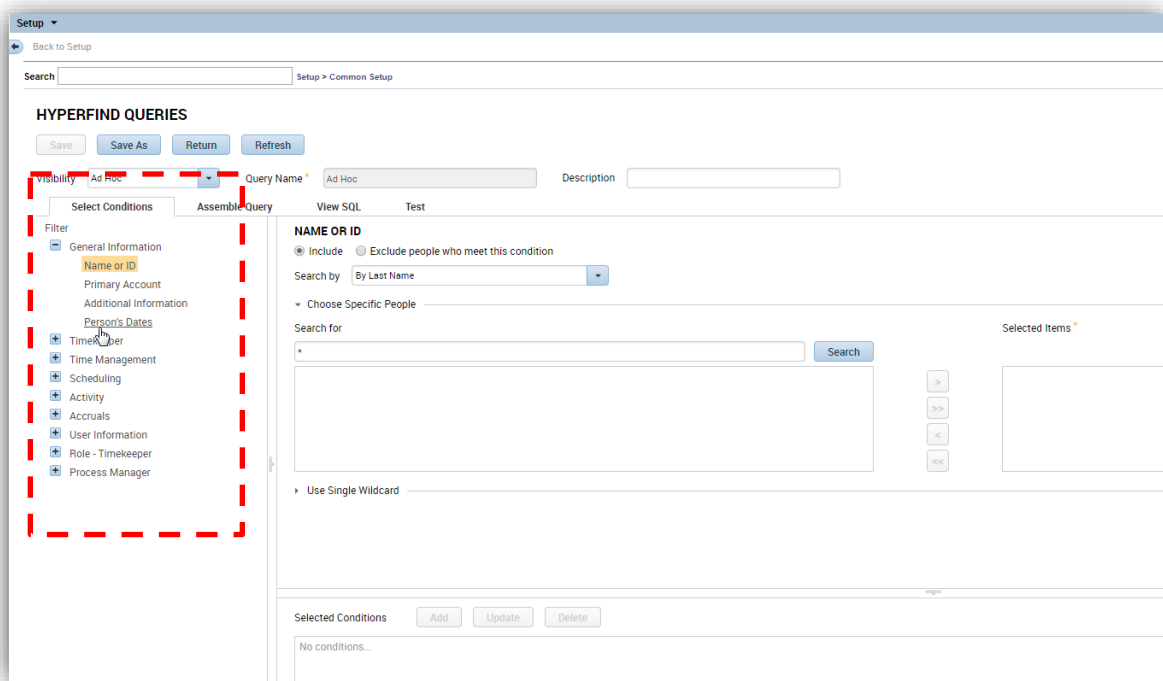 Setup
Back to Setup
Search Setup > Common Setup
HYPERFIND QUERIES
Save Save As Return Refresh
Visibility Ad Hoc Query Name * Ad Hoc Description
Select Conditions Assemble Query View SQL Test
Filter
General Information
Name or ID
Primary Account
Additional Information
Person's Dates
Timekeeper
Time Management
Scheduling
Activity
Accruals
User Information
Role - Timekeeper
Process Manager
NAME OR ID
Include Exclude people who meet this condition
Search by By Last Name
Choose Specific People
Search for Selected Items *
* Search
>
>>
<
<<
Use Single Wildcard
Selected Conditions Add Update Delete
No conditions...